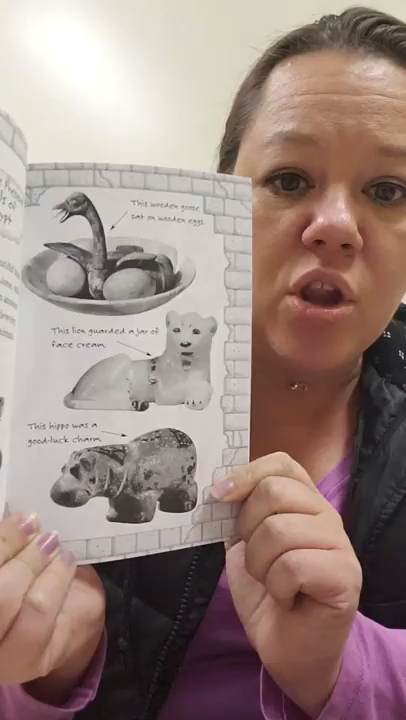 This wooden goose
sat on wooden eggs.
This lion guarded a jar of
face cream.
This hippo was a
good-luck charm.